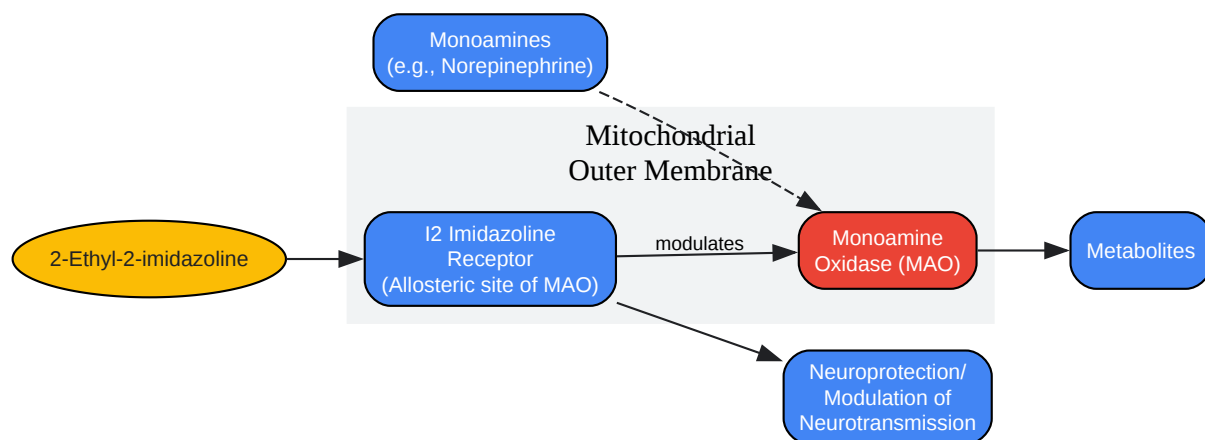 Monoamines
(e.g., Norepinephrine)
Mitochondrial
Outer Membrane
2-Ethyl-2-imidazoline
I2 Imidazoline
Receptor
(Allosteric site of MAO)
modulates
Monoamine
Oxidase (MAO)
Metabolites
Neuroprotection/
Modulation of
Neurotransmission